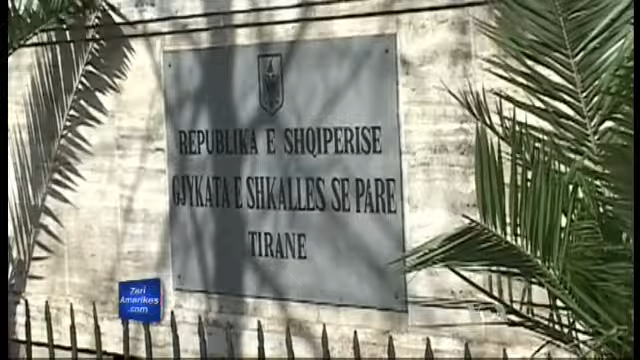 REPUBLIKA E SHQIPERISE
GJYKATA E SHKALLES SE PARE
TIRANE
Zeri
Amerikes
.com